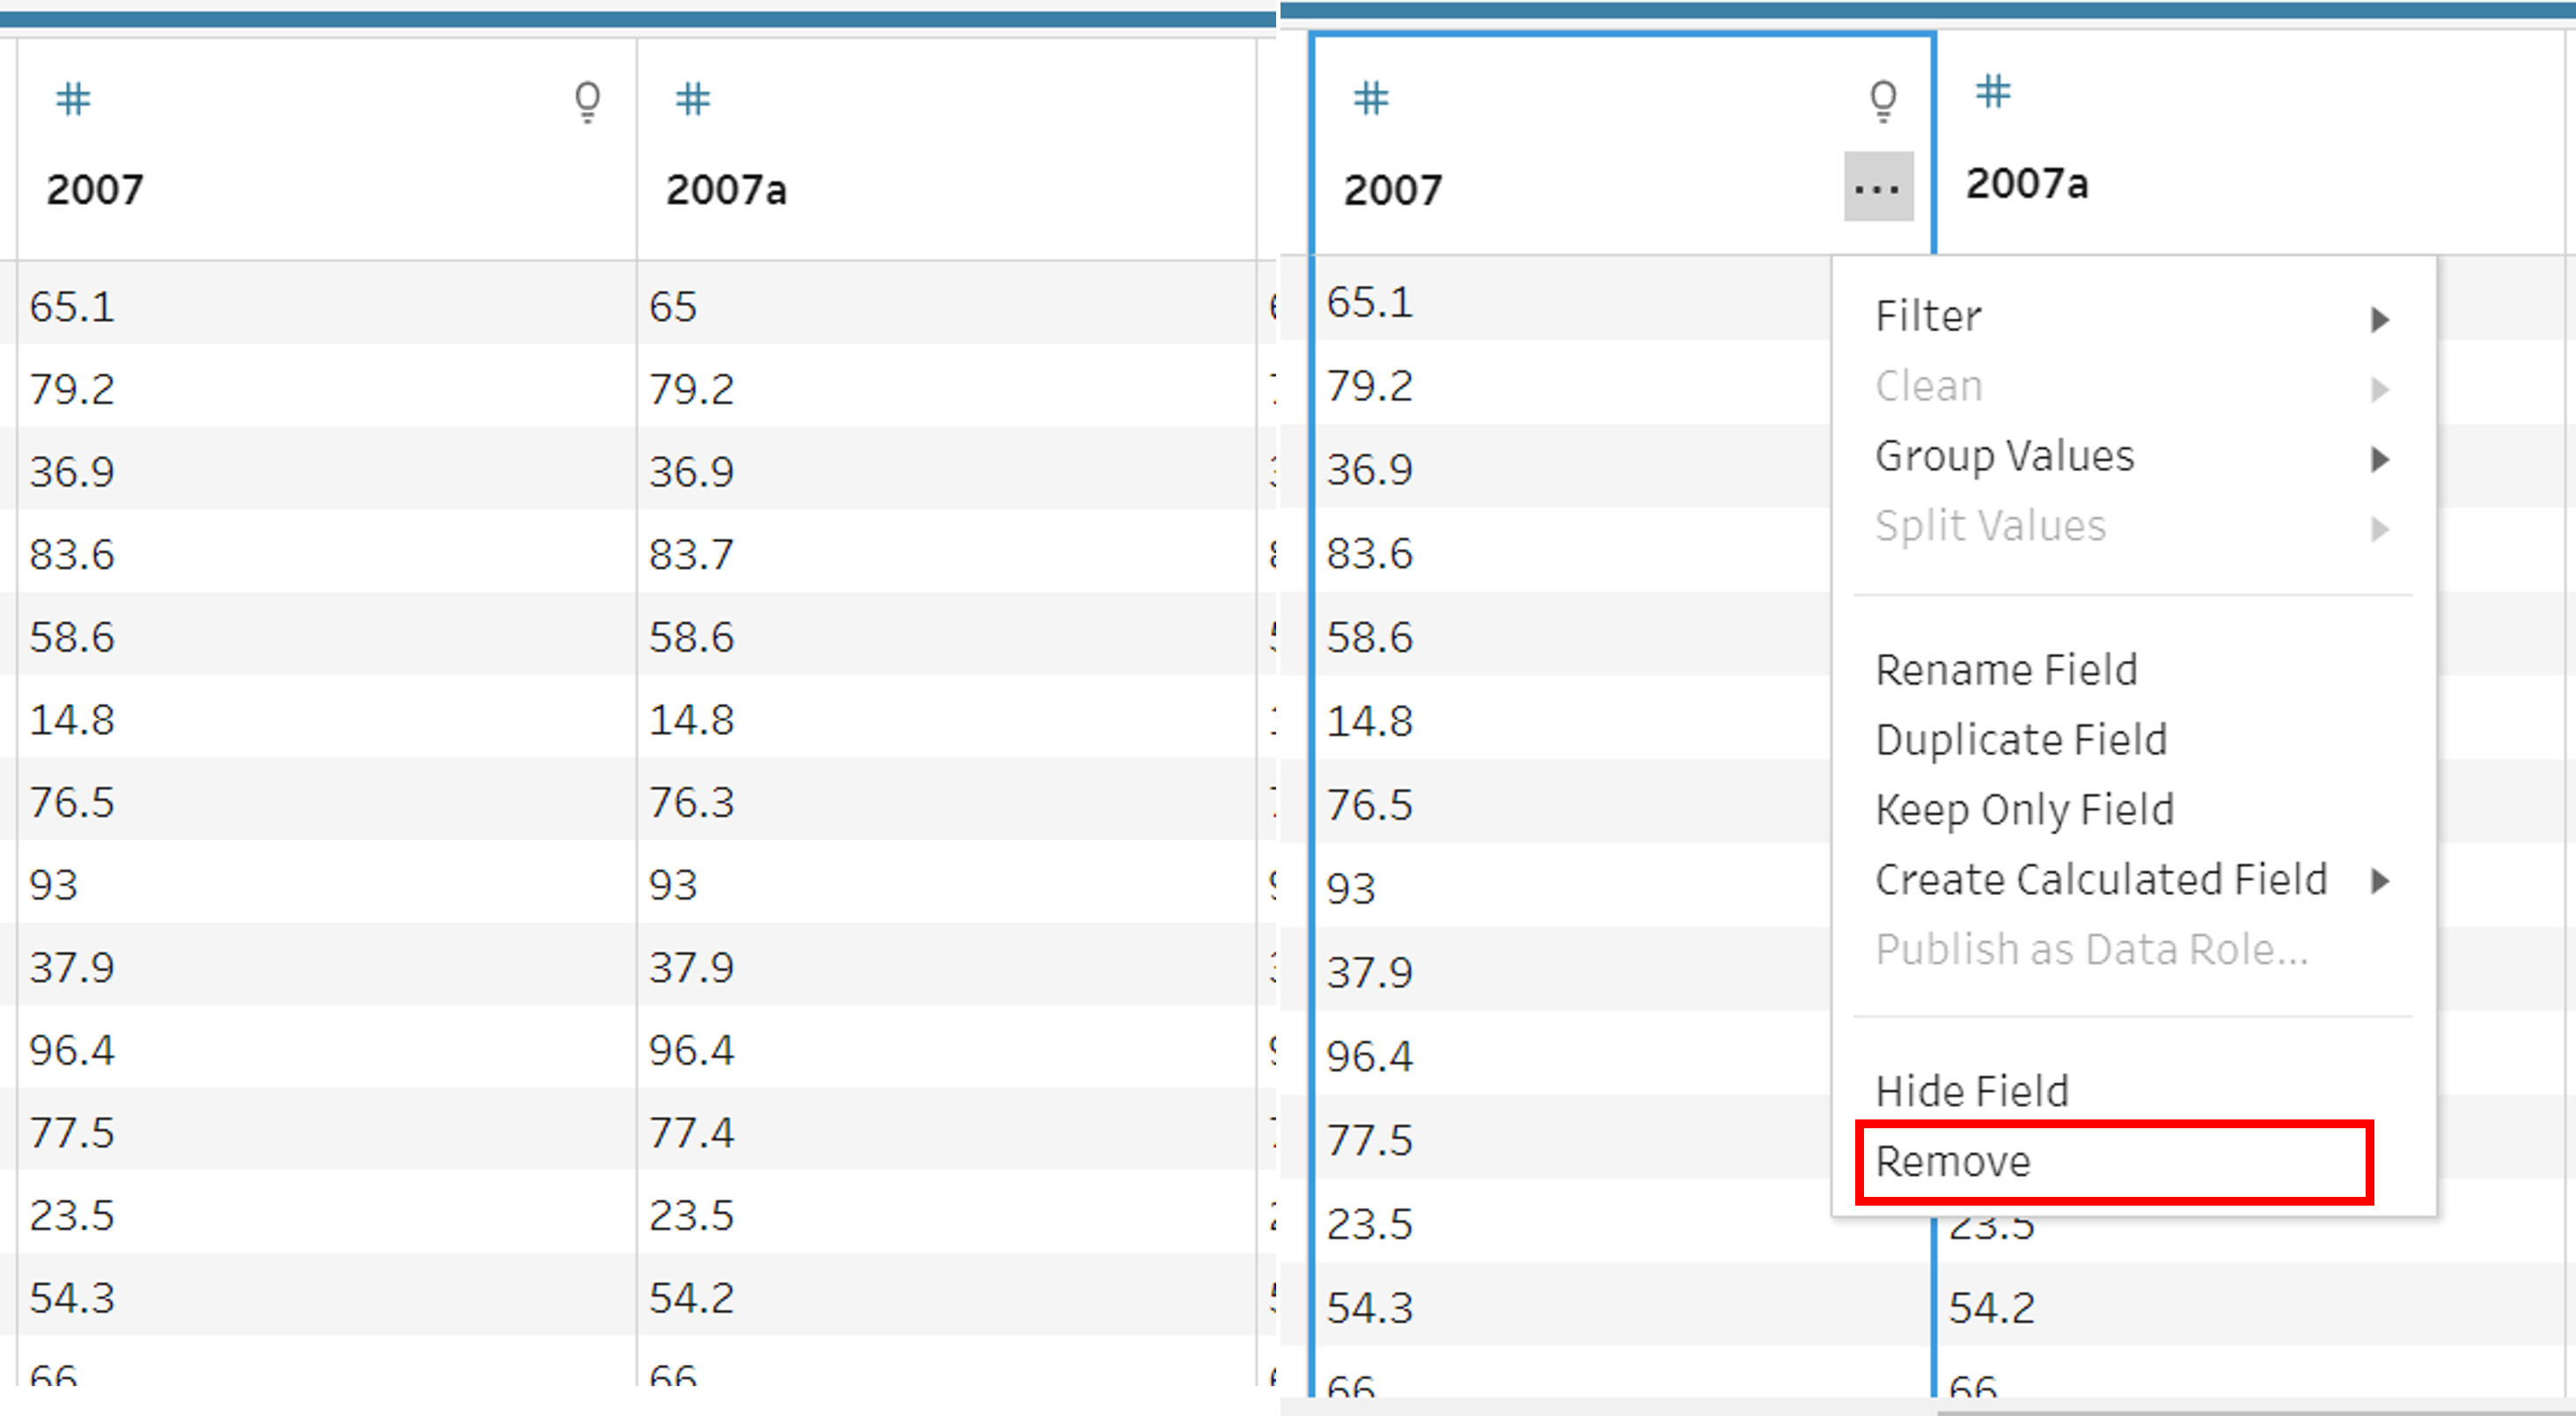 2007 2007a
65.1 65
79.2 79.2
36.9 36.9
83.6 83.7
58.6 58.6
14.8 14.8
76.5 76.3
93 93
37.9 37.9
96.4 96.4
77.5 77.4
23.5 23.5
54.3 54.2
66 66
2007 ... 2007a
65.1
79.2
36.9
83.6
58.6
14.8
76.5
93
37.9
96.4
77.5
23.5 23.5
54.3 54.2
66 66
Filter
Clean
Group Values
Split Values
Rename Field
Duplicate Field
Keep Only Field
Create Calculated Field
Publish as Data Role...
Hide Field
Remove